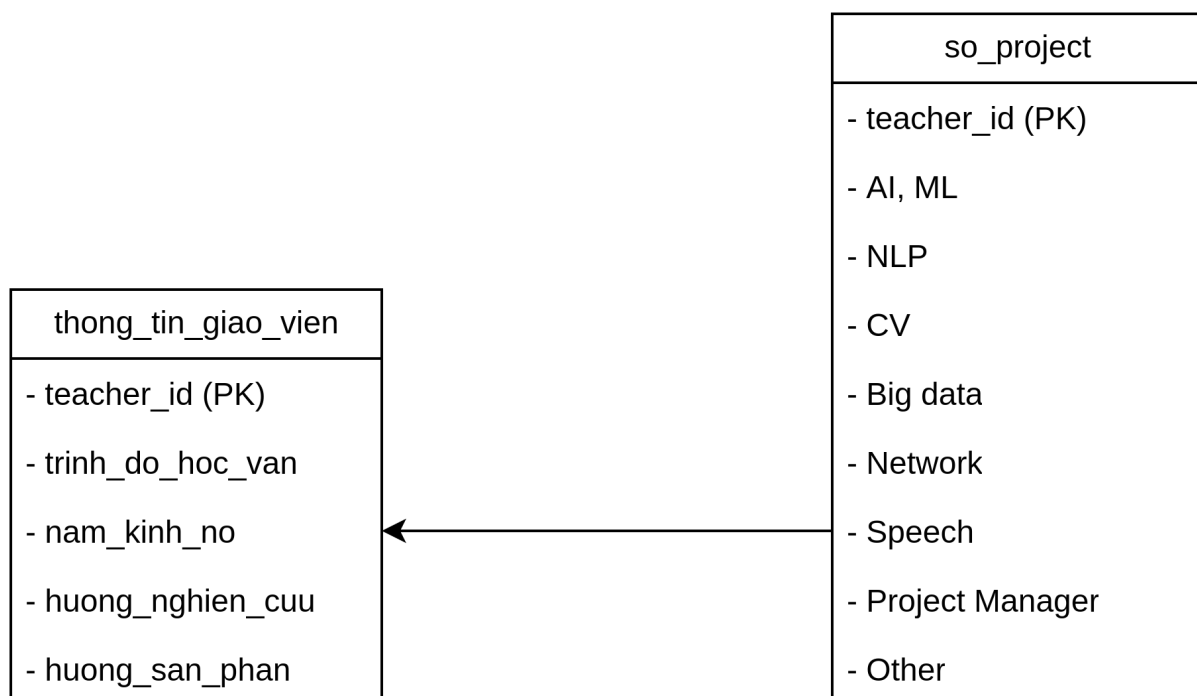 thong_tin_giao_vien
- teacher_id (PK)
- trinh_do_hoc_van
- nam_kinh_no
- huong_nghien_cuu
- huong_san_phan
so_project
- teacher_id (PK)
- AI, ML
- NLP
- CV
- Big data
- Network
- Speech
- Project Manager
- Other